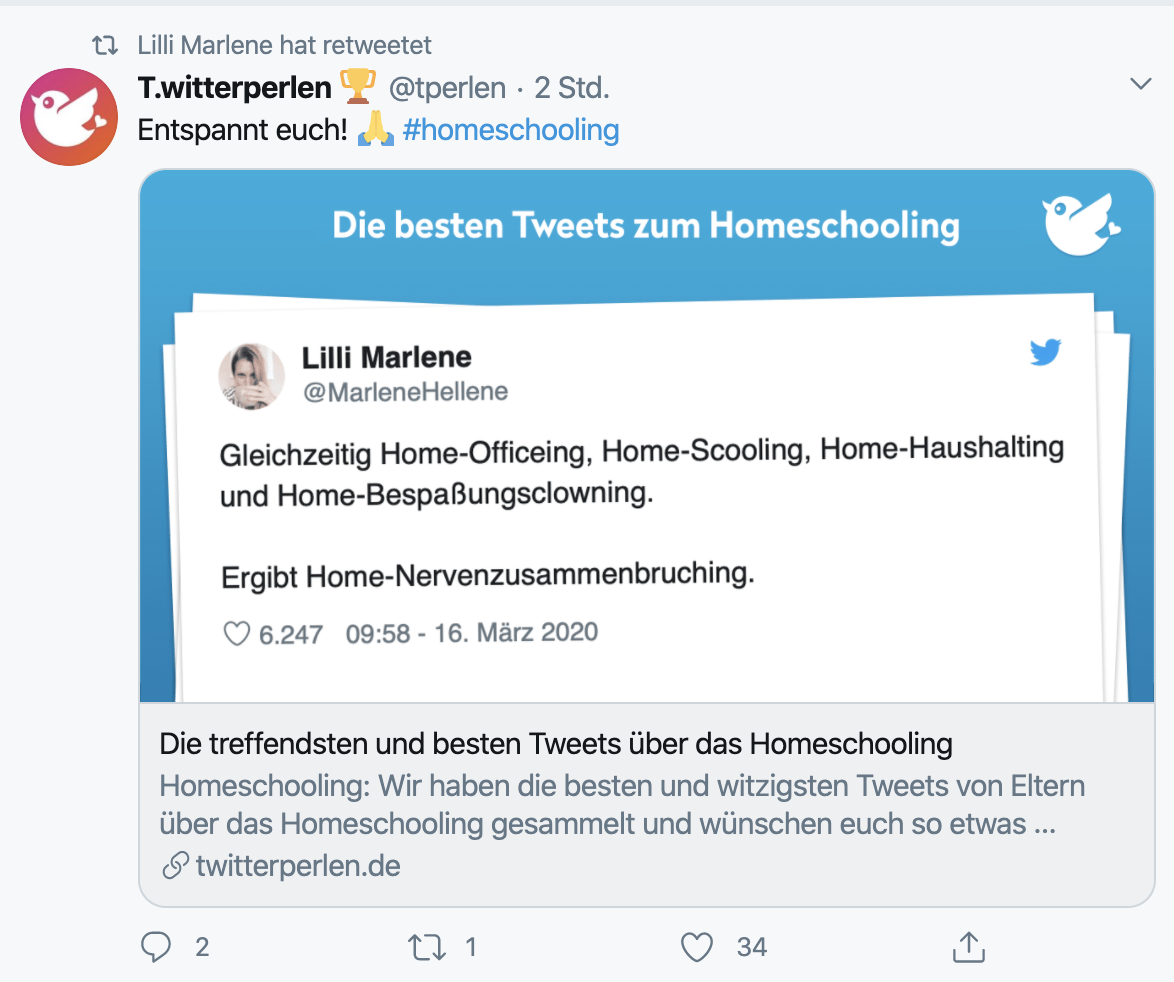 Lilli Marlene hat retweetet
T.witterperlen 🏆 @tperlen · 2 Std.
Entspannt euch! 🙏 #homeschooling
Die besten Tweets zum Homeschooling
Lilli Marlene
@MarleneHellene
Gleichzeitig Home-Officeing, Home-Scooling, Home-Haushalting
und Home-Bespaßungsclowning.
Ergibt Home-Nervenzusammenbruching.
6.247 09:58 - 16. März 2020
Die treffendsten und besten Tweets über das Homeschooling
Homeschooling: Wir haben die besten und witzigsten Tweets von Eltern
über das Homeschooling gesammelt und wünschen euch so etwas ...
twitterperlen.de
2 1 34